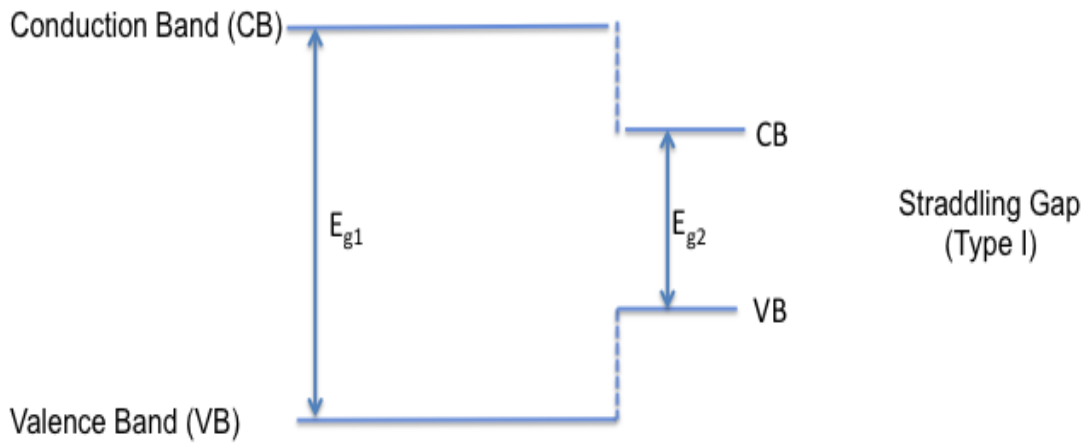 Conduction Band (CB)
CB
Straddling Gap
(Type I)
Eg1
Eg2
VB
Valence Band (VB)